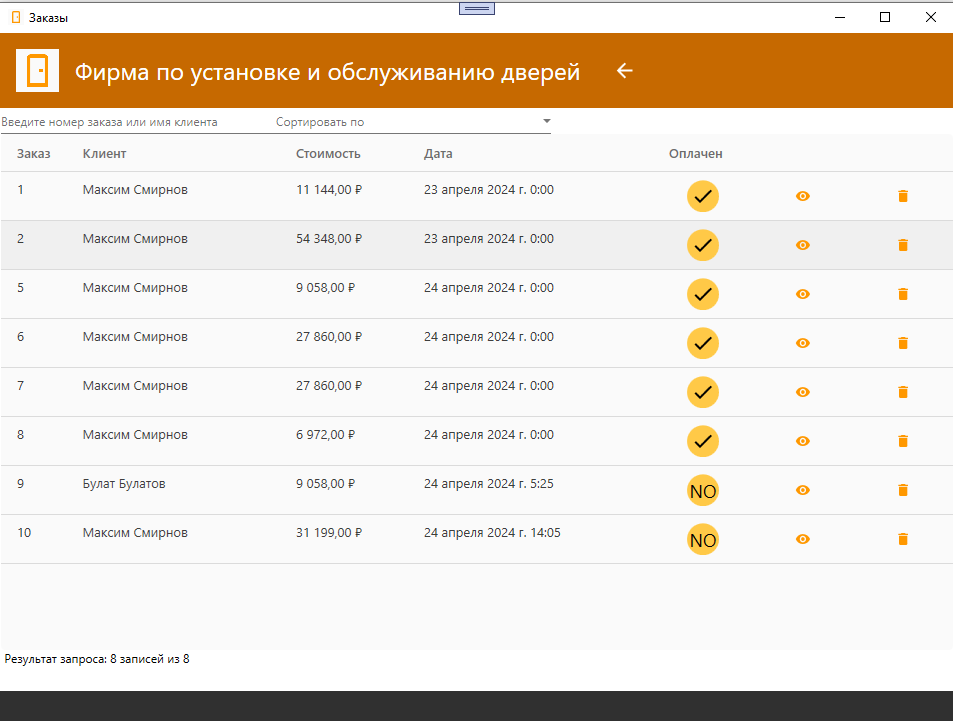 Заказы
Фирма по установке и обслуживанию дверей
Введите номер заказа или имя клиента Сортировать по
Заказ Клиент Стоимость Дата Оплачен
1 Максим Смирнов 11 144,00 ₽ 23 апреля 2024 г. 0:00
2 Максим Смирнов 54 348,00 ₽ 23 апреля 2024 г. 0:00
5 Максим Смирнов 9 058,00 ₽ 24 апреля 2024 г. 0:00
6 Максим Смирнов 27 860,00 ₽ 24 апреля 2024 г. 0:00
7 Максим Смирнов 27 860,00 ₽ 24 апреля 2024 г. 0:00
8 Максим Смирнов 6 972,00 ₽ 24 апреля 2024 г. 0:00
9 Булат Булатов 9 058,00 ₽ 24 апреля 2024 г. 5:25 NO
10 Максим Смирнов 31 199,00 ₽ 24 апреля 2024 г. 14:05 NO
Результат запроса: 8 записей из 8